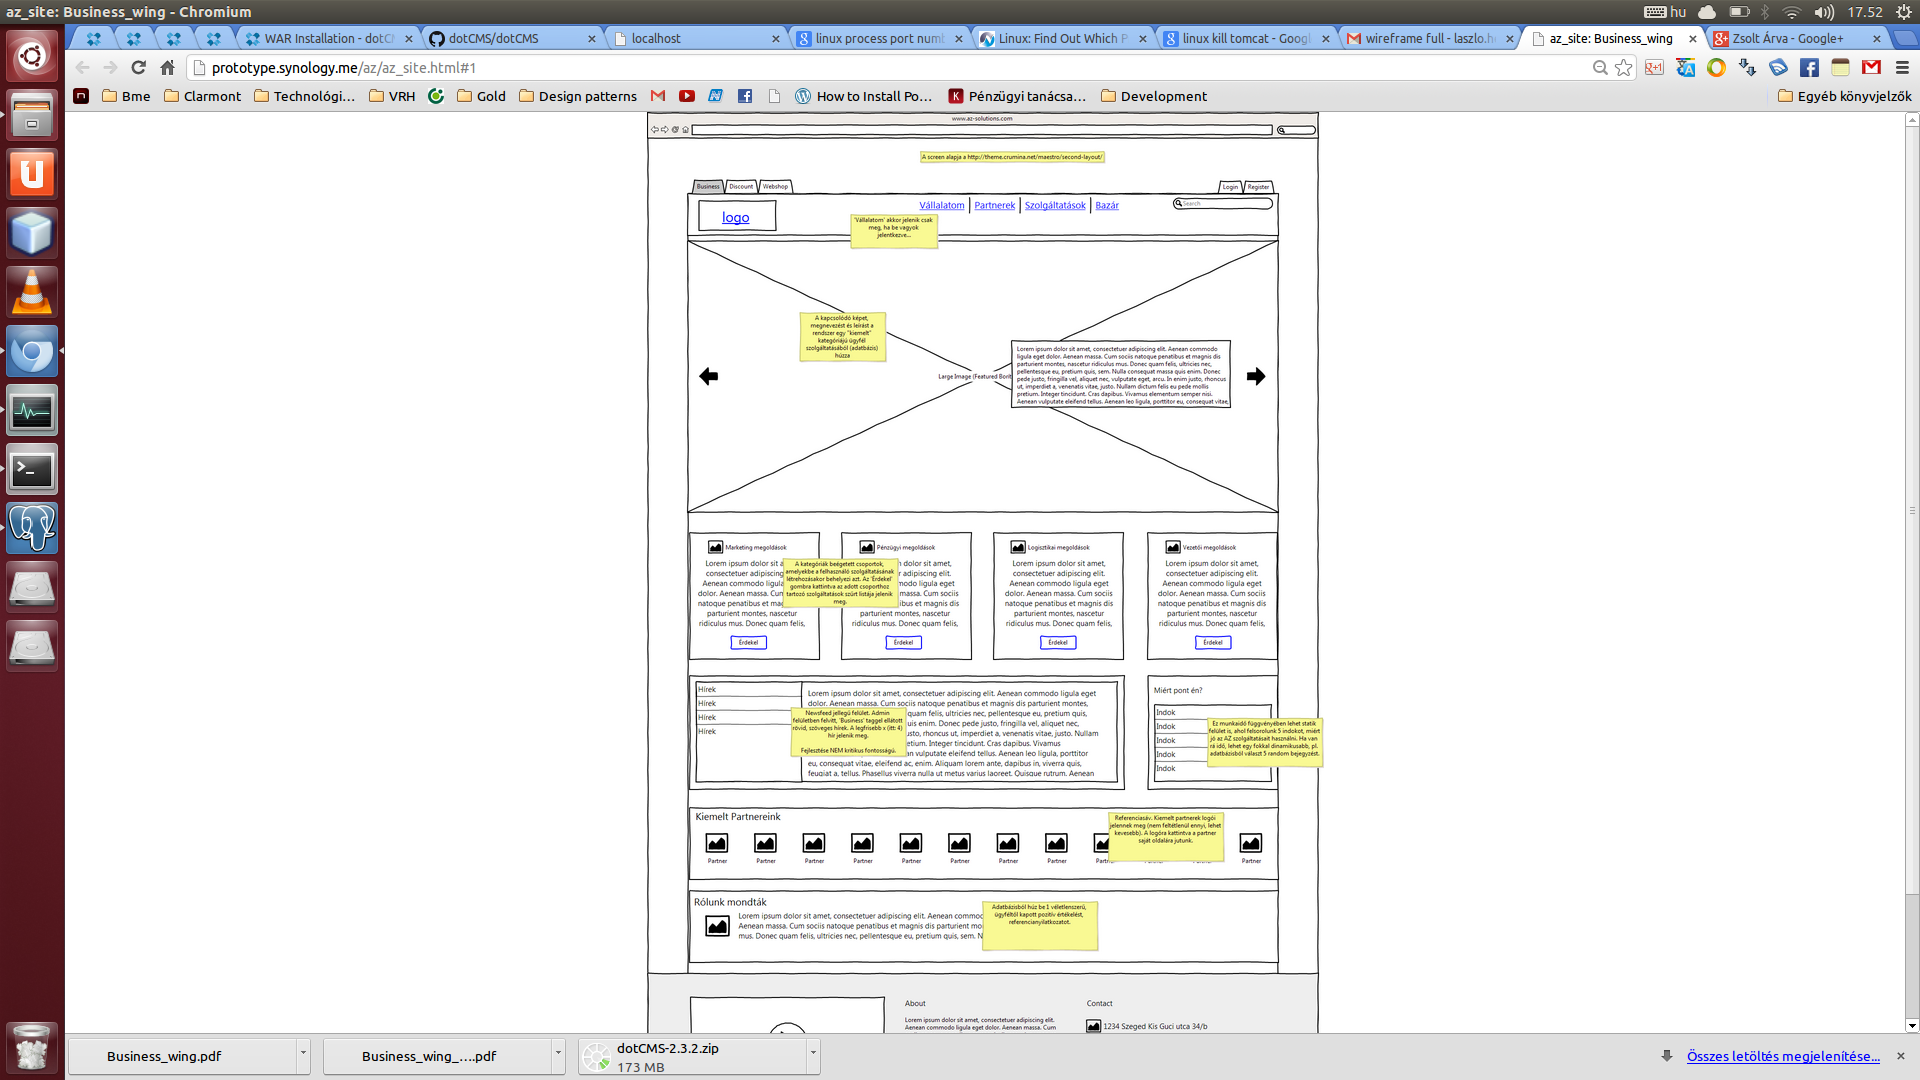 az_site: Business_wing - Chromium
hu
17.52
WAR Installation - dotC
dotCMS/dotCMS
localhost
linux process port num
Linux: Find Out Which P
linux kill tomcat - Goog
wireframe full - laszlo.h
az_site: Business_wing
Zsolt Árva - Google+
prototype.synology.me/az/az_site.html#1
Bme
Clarmont
Technológi...
VRH
Gold
Design patterns
How to Install Po...
Pénzügyi tanácsa...
Development
Egyéb könyvjelzők
www.az-solutions.com
A screen alapja a http://theme.crumina.net/maestro/second-layout/
Business
Discount
Webshop
Login
Register
logo
Vállalatom
Partnerek
Szolgáltatások
Bazár
Search
'Vállalatom' akkor jelenik csak
meg, ha be vagyok
jelentkezve...
A kapcsolódó képet,
megnevezést és leírást a
rendszer egy "kiemelt"
kategóriájú ügyfél
szolgáltatásából (adatbázis)
húzza
Large Image (Featured Borít
Lorem ipsum dolor sit amet, consectetuer adipiscing elit. Aenean commodo
ligula eget dolor. Aenean massa. Cum sociis natoque penatibus et magnis dis
parturient montes, nascetur ridiculus mus. Donec quam felis, ultricies nec,
pellentesque eu, pretium quis, sem. Nulla consequat massa quis enim. Donec
pede justo, fringilla vel, aliquet nec, vulputate eget, arcu. In enim justo, rhoncus
ut, imperdiet a, venenatis vitae, justo. Nullam dictum felis eu pede mollis
pretium. Integer tincidunt. Cras dapibus. Vivamus elementum semper nisi.
Aenean vulputate eleifend tellus. Aenean leo ligula, porttitor eu, consequat vitae,
Marketing megoldások
Lorem ipsum dolor sit a
consectetuer adipiscing
Aenean commodo ligula
dolor. Aenean massa. Cum
natoque penatibus et mag
parturient montes, nascetur
ridiculus mus. Donec quam felis,
Érdekel
A kategóriák beégetett csoportok,
amelyekbe a felhasználó szolgáltatásának
létrehozásakor behelyezi azt. Az 'Érdekel'
gombra kattintva az adott csoporthoz
tartozó szolgáltatások szűrt listája jelenik
meg.
Pénzügyi megoldások
met,
elit.
eget
massa. Cum sociis
ibus et magnis dis
parturient montes, nascetur
ridiculus mus. Donec quam felis,
Érdekel
Logisztikai megoldások
Lorem ipsum dolor sit amet,
consectetuer adipiscing elit.
Aenean commodo ligula eget
dolor. Aenean massa. Cum sociis
natoque penatibus et magnis dis
parturient montes, nascetur
ridiculus mus. Donec quam felis,
Érdekel
Vezetői megoldások
Lorem ipsum dolor sit amet,
consectetuer adipiscing elit.
Aenean commodo ligula eget
dolor. Aenean massa. Cum sociis
natoque penatibus et magnis dis
parturient montes, nascetur
ridiculus mus. Donec quam felis,
Érdekel
Hírek
Hírek
Hírek
Hírek
Lorem ipsum dolor sit amet, consectetuer adipiscing elit. Aenean commodo ligula eget
dolor. Aenean massa. Cum sociis natoque penatibus et magnis dis parturient montes,
quam felis, ultricies nec, pellentesque eu, pretium quis,
uis enim. Donec pede justo, fringilla vel, aliquet nec,
to, rhoncus ut, imperdiet a, venenatis vitae, justo. Nullam
etium. Integer tincidunt. Cras dapibus. Vivamus
an vulputate eleifend tellus. Aenean leo ligula, porttitor
eu, consequat vitae, eleifend ac, enim. Aliquam lorem ante, dapibus in, viverra quis,
feugiat a, tellus. Phasellus viverra nulla ut metus varius laoreet. Quisque rutrum. Aenean
Newsfeed jellegű felület. Admin
felületben felvitt, 'Business' taggel ellátott
rövid, szöveges hírek. A legfrisebb x (itt: 4)
hír jelenik meg.
Fejlesztése NEM kritikus fontosságú.
Miért pont én?
Indok
Indok
Indok
Indok
Indok
Ez munkaidő függvényében lehet statik
felület is, ahol felsorolunk 5 indokot, miért
jó az AZ szolgáltatásait használni. Ha van
rá idő, lehet egy fokkal dinamikusabb, pl.
adatbázisból választ 5 random bejegyzést.
Kiemelt Partnereink
Partner
Partner
Partner
Partner
Partner
Partner
Partner
Partner
Partn
Partner
Referenciasáv. Kiemelt partnerek logói
jelennek meg (nem feltétlenül ennyi, lehet
kevesebb). A logóra kattintva a partner
saját oldalára jutunk.
Rólunk mondták
Lorem ipsum dolor sit amet, consectetuer adipiscing elit. Aenean commo
Aenean massa. Cum sociis natoque penatibus et magnis dis parturient mo
mus. Donec quam felis, ultricies nec, pellentesque eu, pretium quis, sem. N
Adatbázisból húz be 1 véletlenszerű,
ügyféltől kapott pozitív értékelést,
referencianyilatkozatot.
About
Lorem ipsum dolor sit amet, consectetuer adipiscing elit.
Aenean commodo ligula eget dolor. Aenean massa. Cum
Contact
1234 Szeged Kis Guci utca 34/b
Business_wing.pdf
Business_wing_....pdf
dotCMS-2.3.2.zip
173 MB
Összes letöltés megjelenítése...